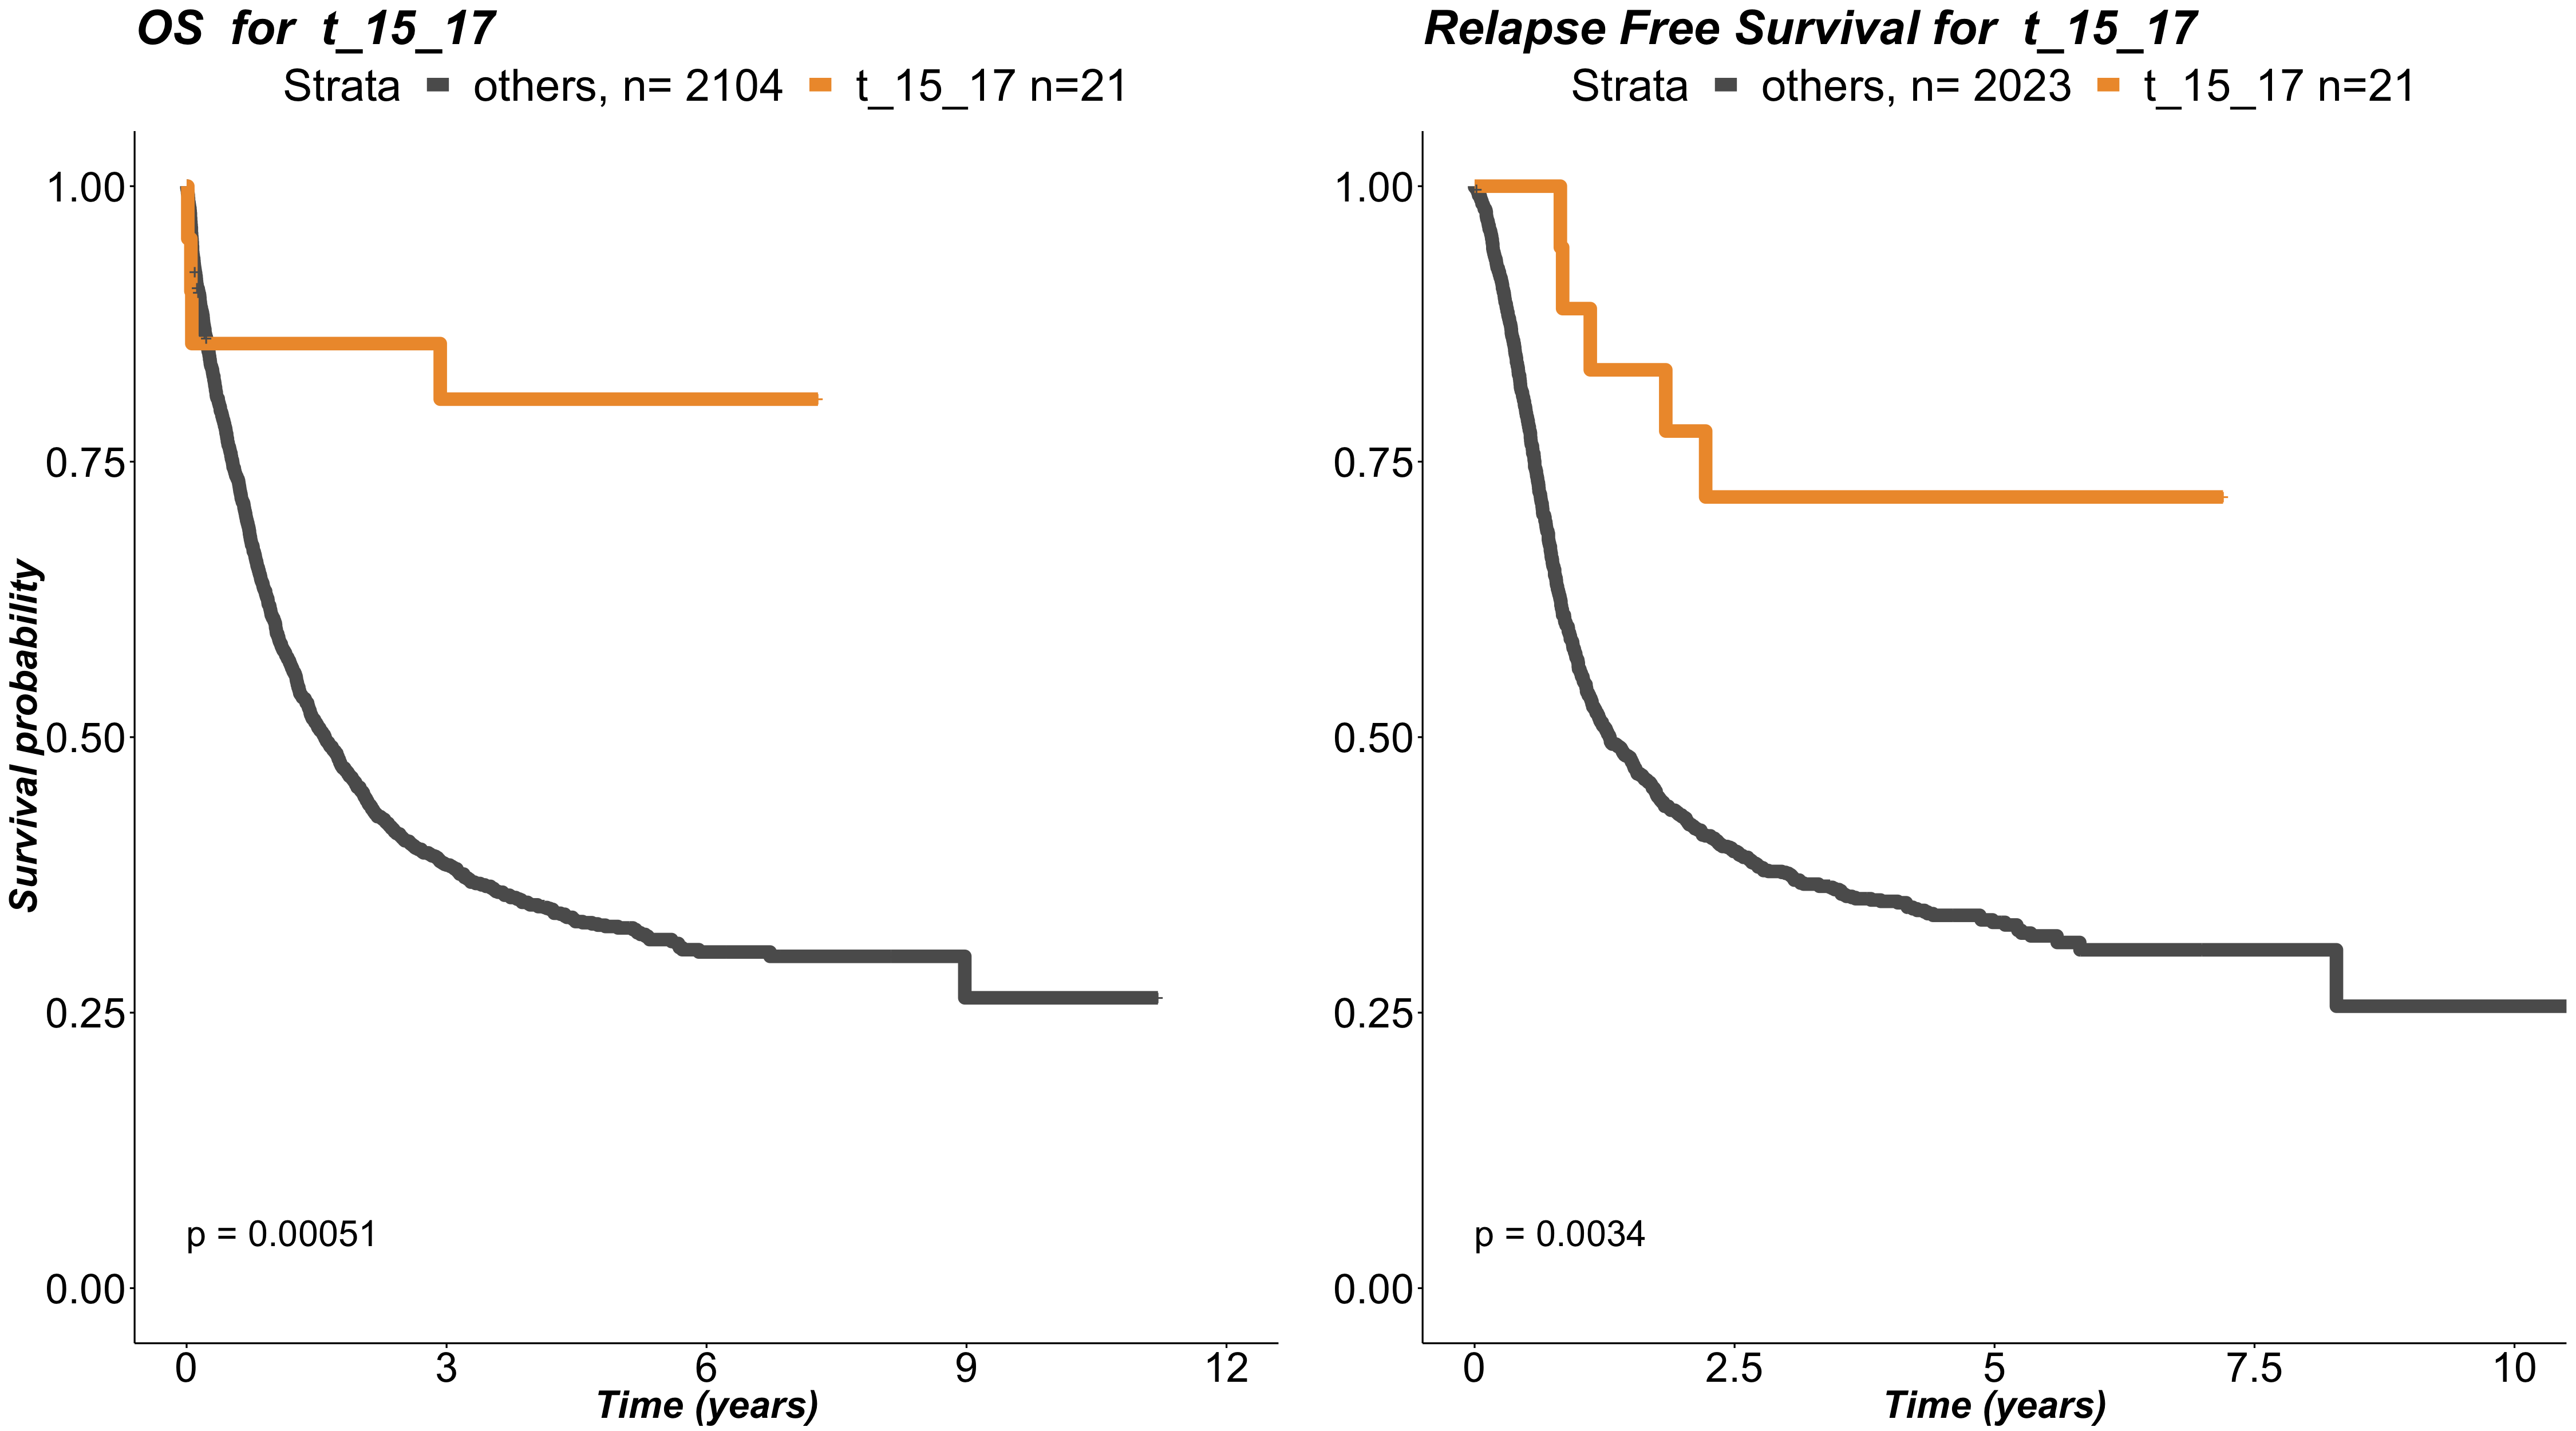 OS for t_15_17
Strata others, n= 2104 t_15_17 n=21
1.00
0.75
0.50
0.25
0.00
Survival probability
p = 0.00051
0 3 6 9 12
Time (years)
Relapse Free Survival for t_15_17
Strata others, n= 2023 t_15_17 n=21
1.00
0.75
0.50
0.25
0.00
p = 0.0034
0 2.5 5 7.5 10
Time (years)